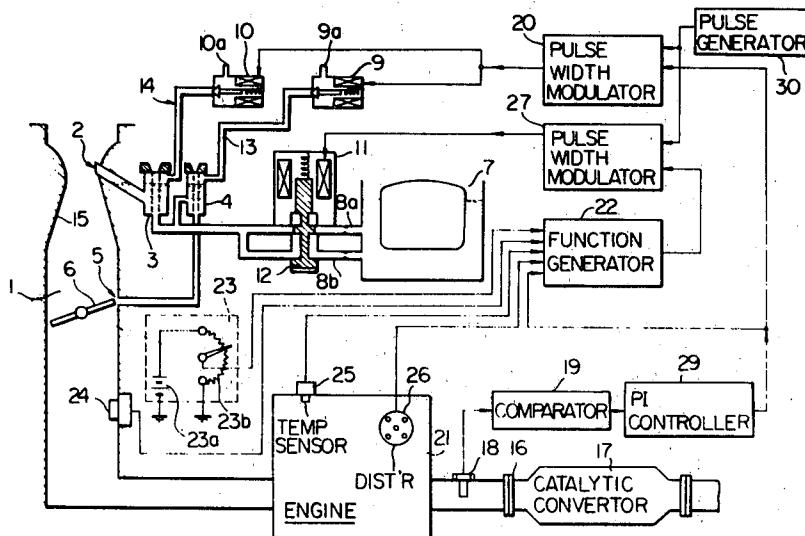 10a
10
9a
9
20
PULSE
WIDTH
MODULATOR
PULSE
GENERATOR
30
14
13
27
PULSE
WIDTH
MODULATOR
2
11
7
15
3
4
8a
12
8b
22
FUNCTION
GENERATOR
1
6
5
23
24
23a
23b
25
TEMP
SENSOR
26
DIST'R
21
ENGINE
19
COMPARATOR
29
PI
CONTROLLER
18
16
17
CATALYTIC
CONVERTOR